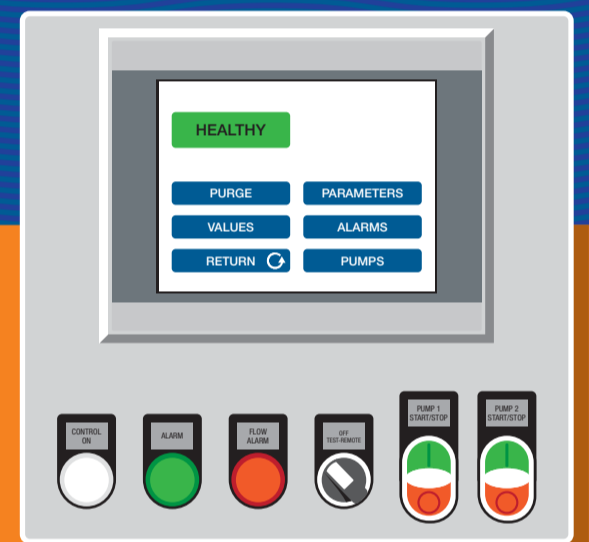 HEALTHY
PURGE
PARAMETERS
VALUES
ALARMS
RETURN
PUMPS
CONTROL
ON
ALARM
FLOW
ALARM
OFF
TEST-REMOTE
PUMP 1
START/STOP
PUMP 2
START/STOP